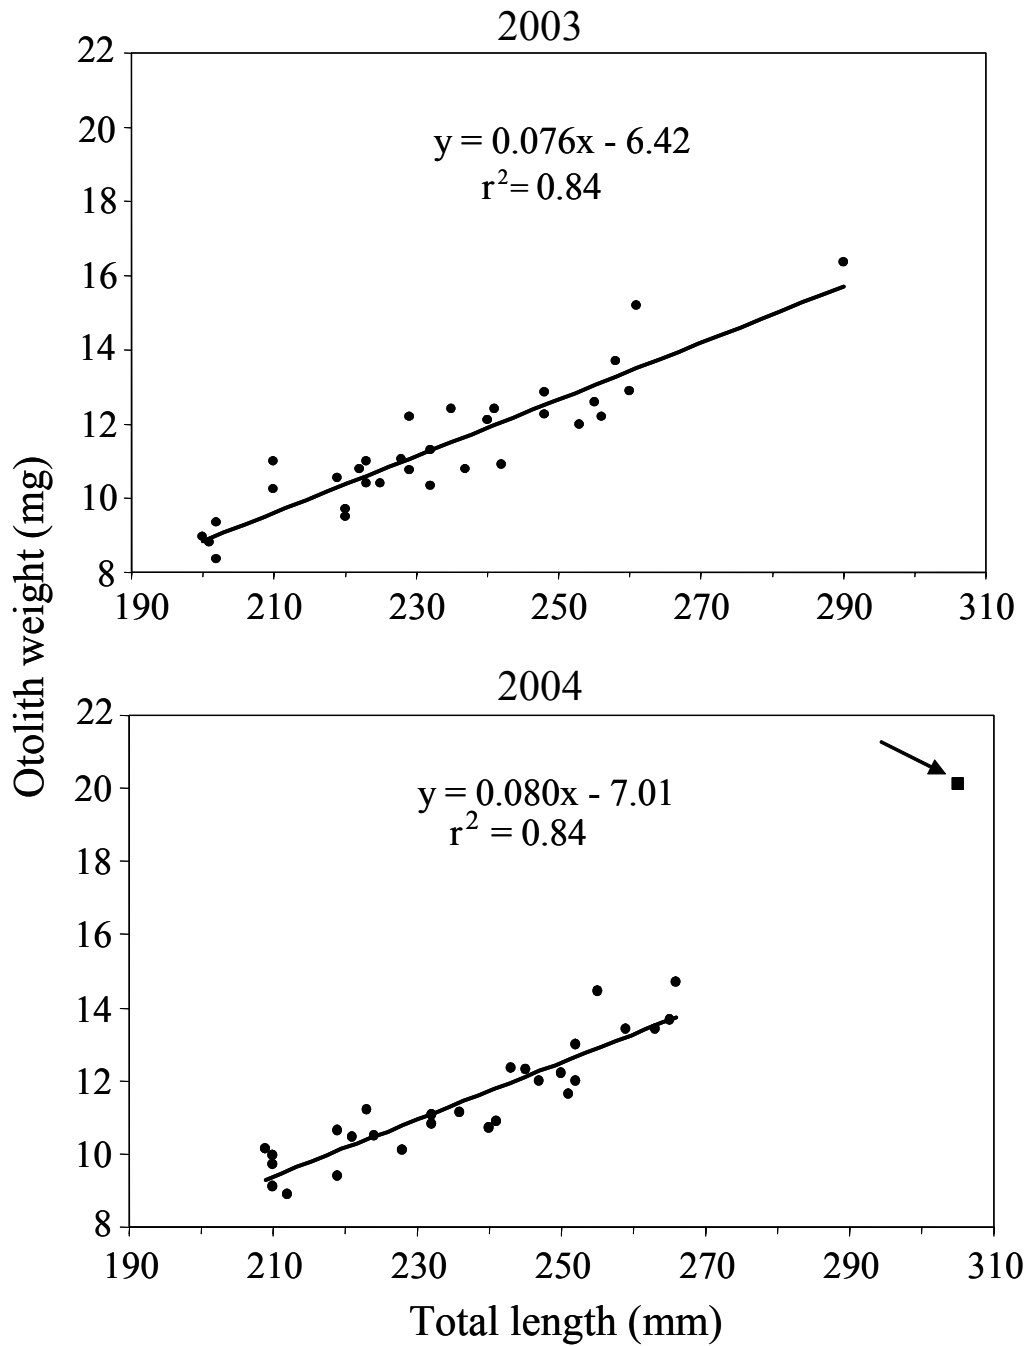 2003
22
20
18
16
14
12
10
8
y = 0.076x - 6.42
r²= 0.84
190 210 230 250 270 290 310
Otolith weight (mg)
2004
22
20
18
16
14
12
10
8
y = 0.080x - 7.01
r² = 0.84
190 210 230 250 270 290 310
Total length (mm)